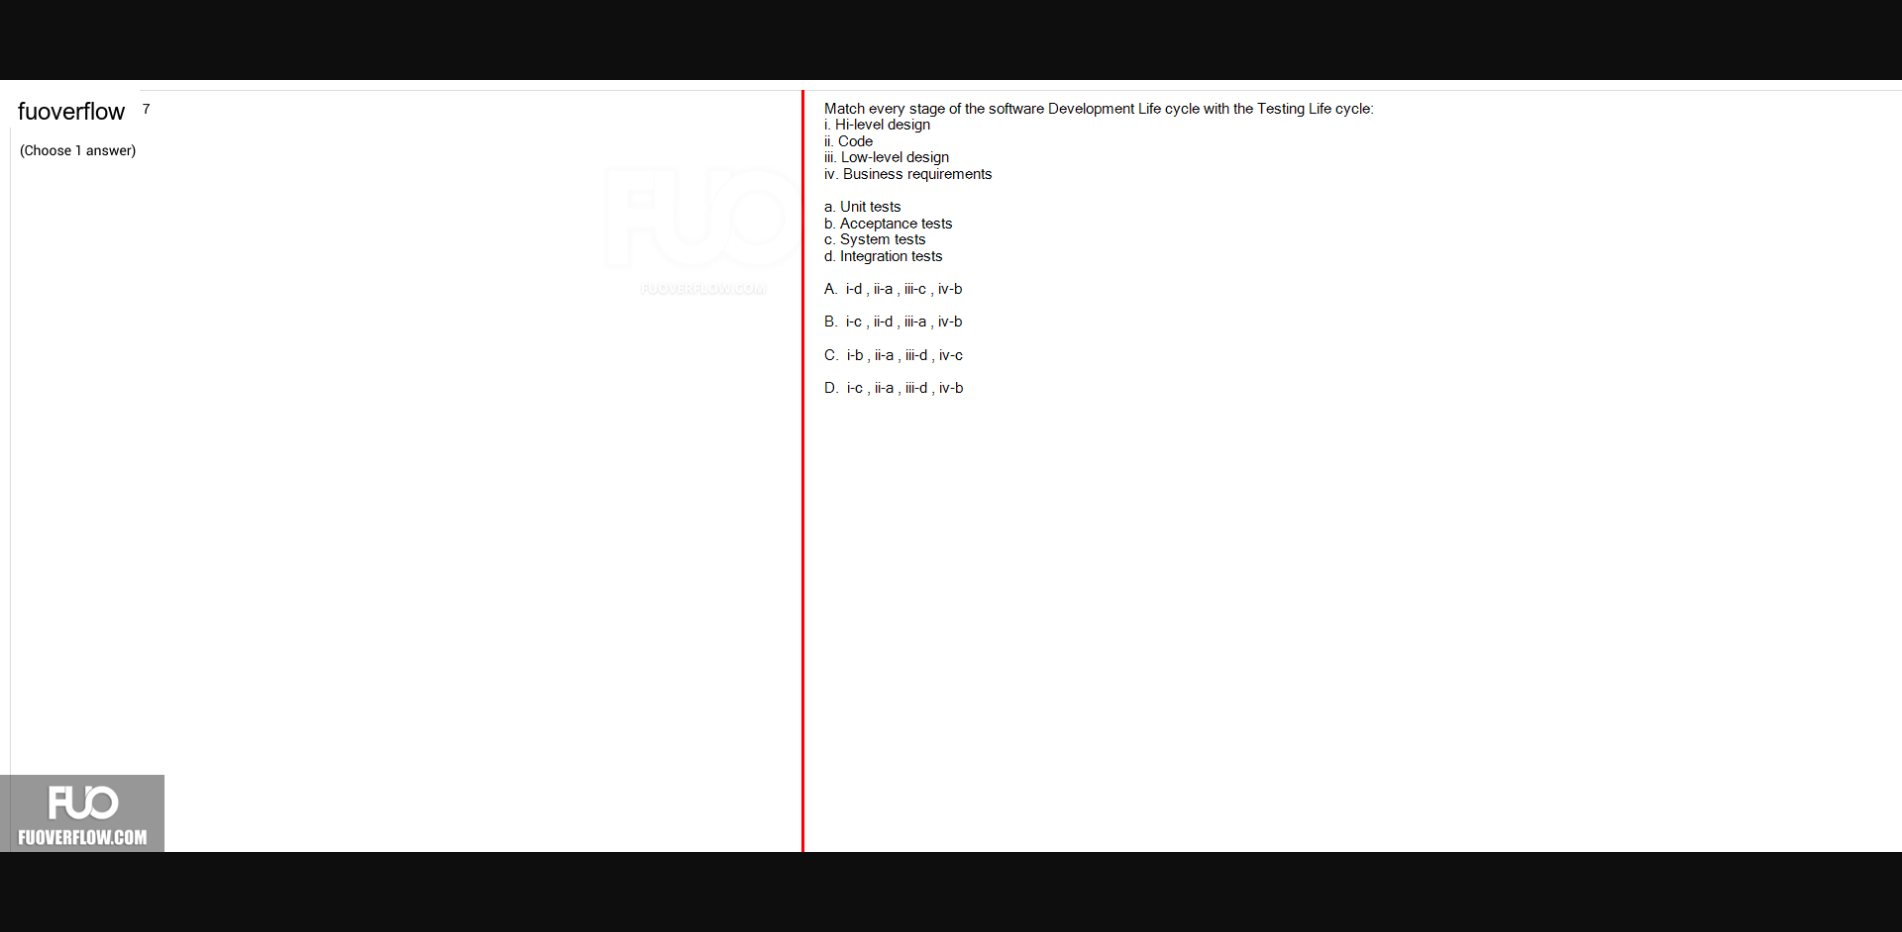 fuoverflow 7
(Choose 1 answer)
Match every stage of the software Development Life cycle with the Testing Life cycle:
i. Hi-level design
ii. Code
iii. Low-level design
iv. Business requirements
a. Unit tests
b. Acceptance tests
c. System tests
d. Integration tests
A. i-d , ii-a , iii-c , iv-b
B. i-c , ii-d , iii-a , iv-b
C. i-b , ii-a , iii-d , iv-c
D. i-c , ii-a , iii-d , iv-b
FUO
FUOVERFLOW.COM
FUO
FUOVERFLOW.COM